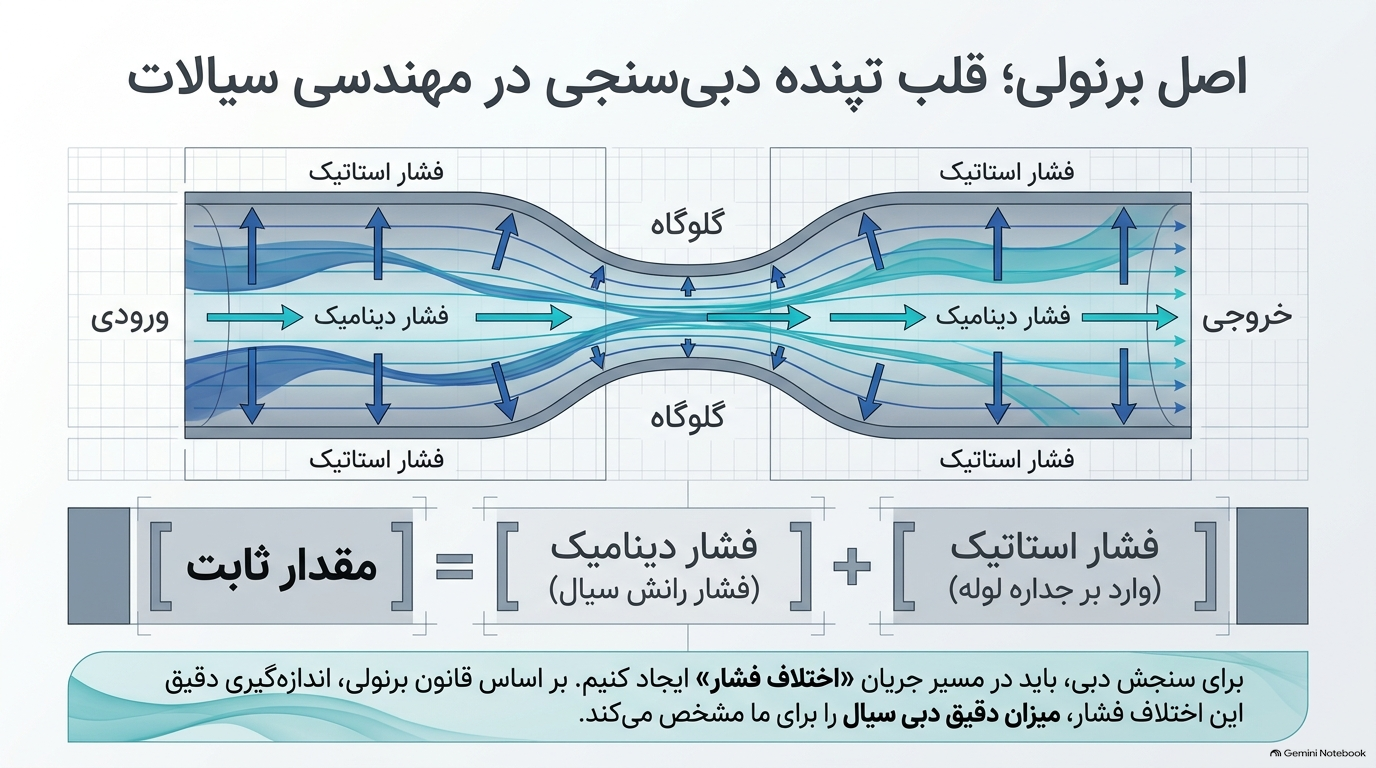 اصل برنولی؛ قلب تپنده دبی‌سنجی در مهندسی سیالات
فشار استاتیک
فشار استاتیک
گلوگاه
ورودی
فشار دینامیک
فشار دینامیک
خروجی
گلوگاه
فشار استاتیک
فشار استاتیک
[فشار استاتیک
(وارد بر جداره لوله)]
+
[فشار دینامیک
(فشار رانش سیال)]
=
[مقدار ثابت]
برای سنجش دبی، باید در مسیر جریان «اختلاف فشار» ایجاد کنیم. بر اساس قانون برنولی، اندازه‌گیری دقیق
این اختلاف فشار، میزان دقیق دبی سیال را برای ما مشخص می‌کند.
Gemini Notebook